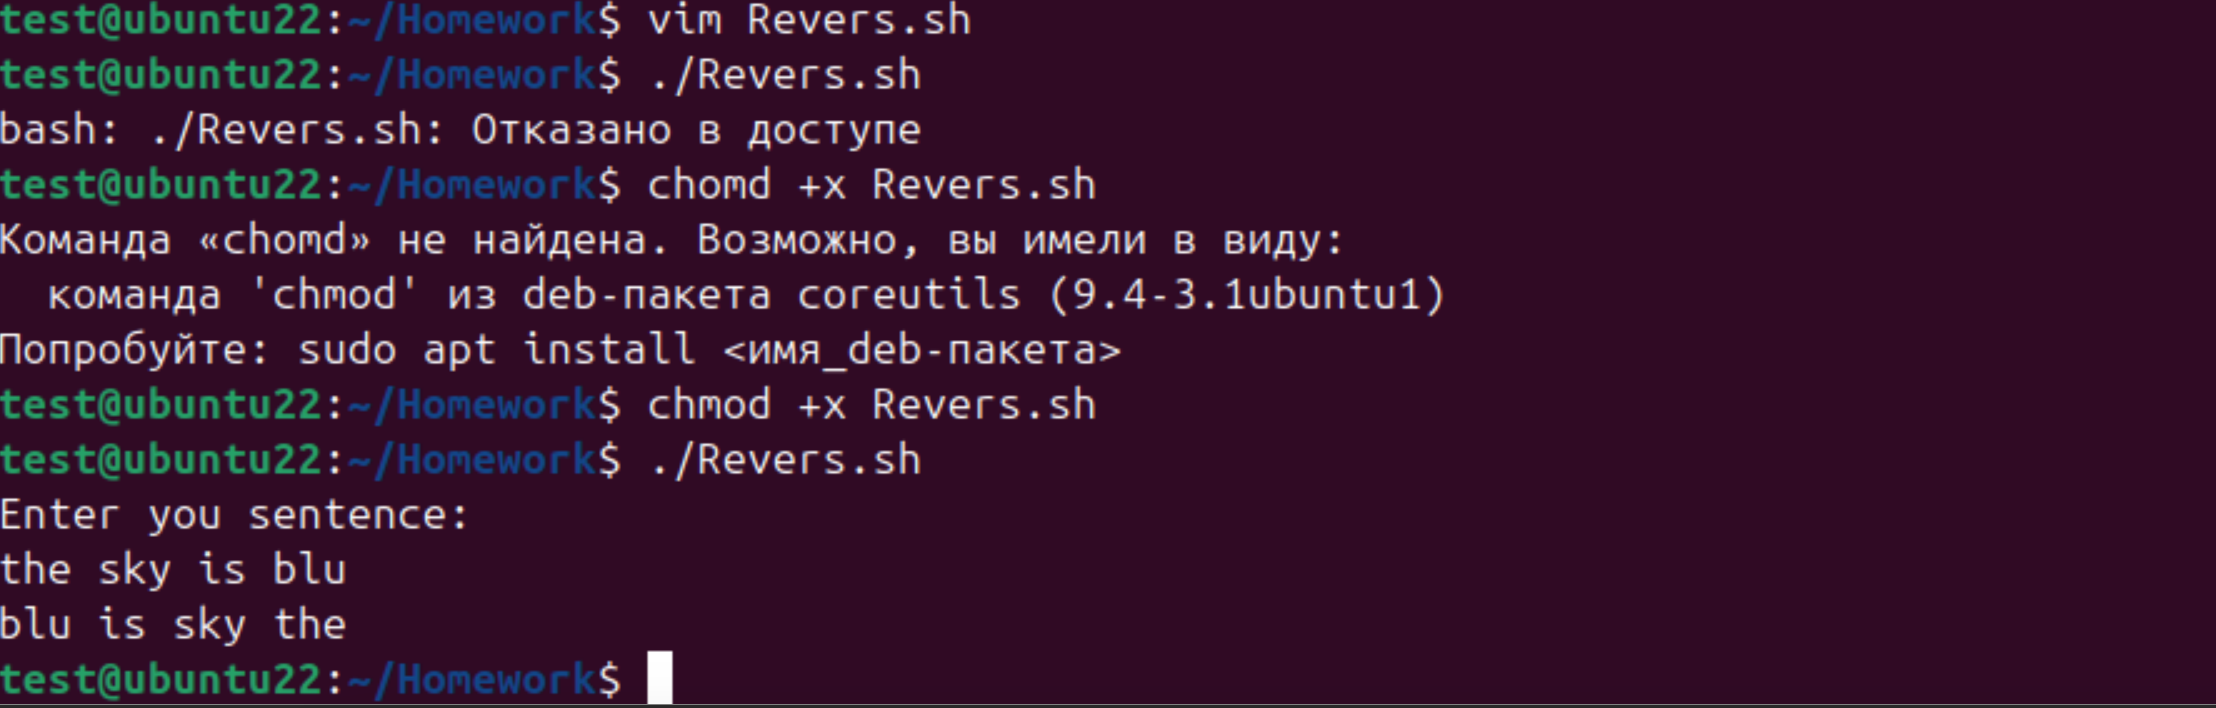 test@ubuntu22:~/Homework$ vim Revers.sh
test@ubuntu22:~/Homework$ ./Revers.sh
bash: ./Revers.sh: Отказано в доступе
test@ubuntu22:~/Homework$ chomd +x Revers.sh
Команда «chomd» не найдена. Возможно, вы имели в виду:
  команда 'chmod' из deb-пакета coreutils (9.4-3.1ubuntu1)
Попробуйте: sudo apt install <имя_deb-пакета>
test@ubuntu22:~/Homework$ chmod +x Revers.sh
test@ubuntu22:~/Homework$ ./Revers.sh
Enter you sentence:
the sky is blu
blu is sky the
test@ubuntu22:~/Homework$